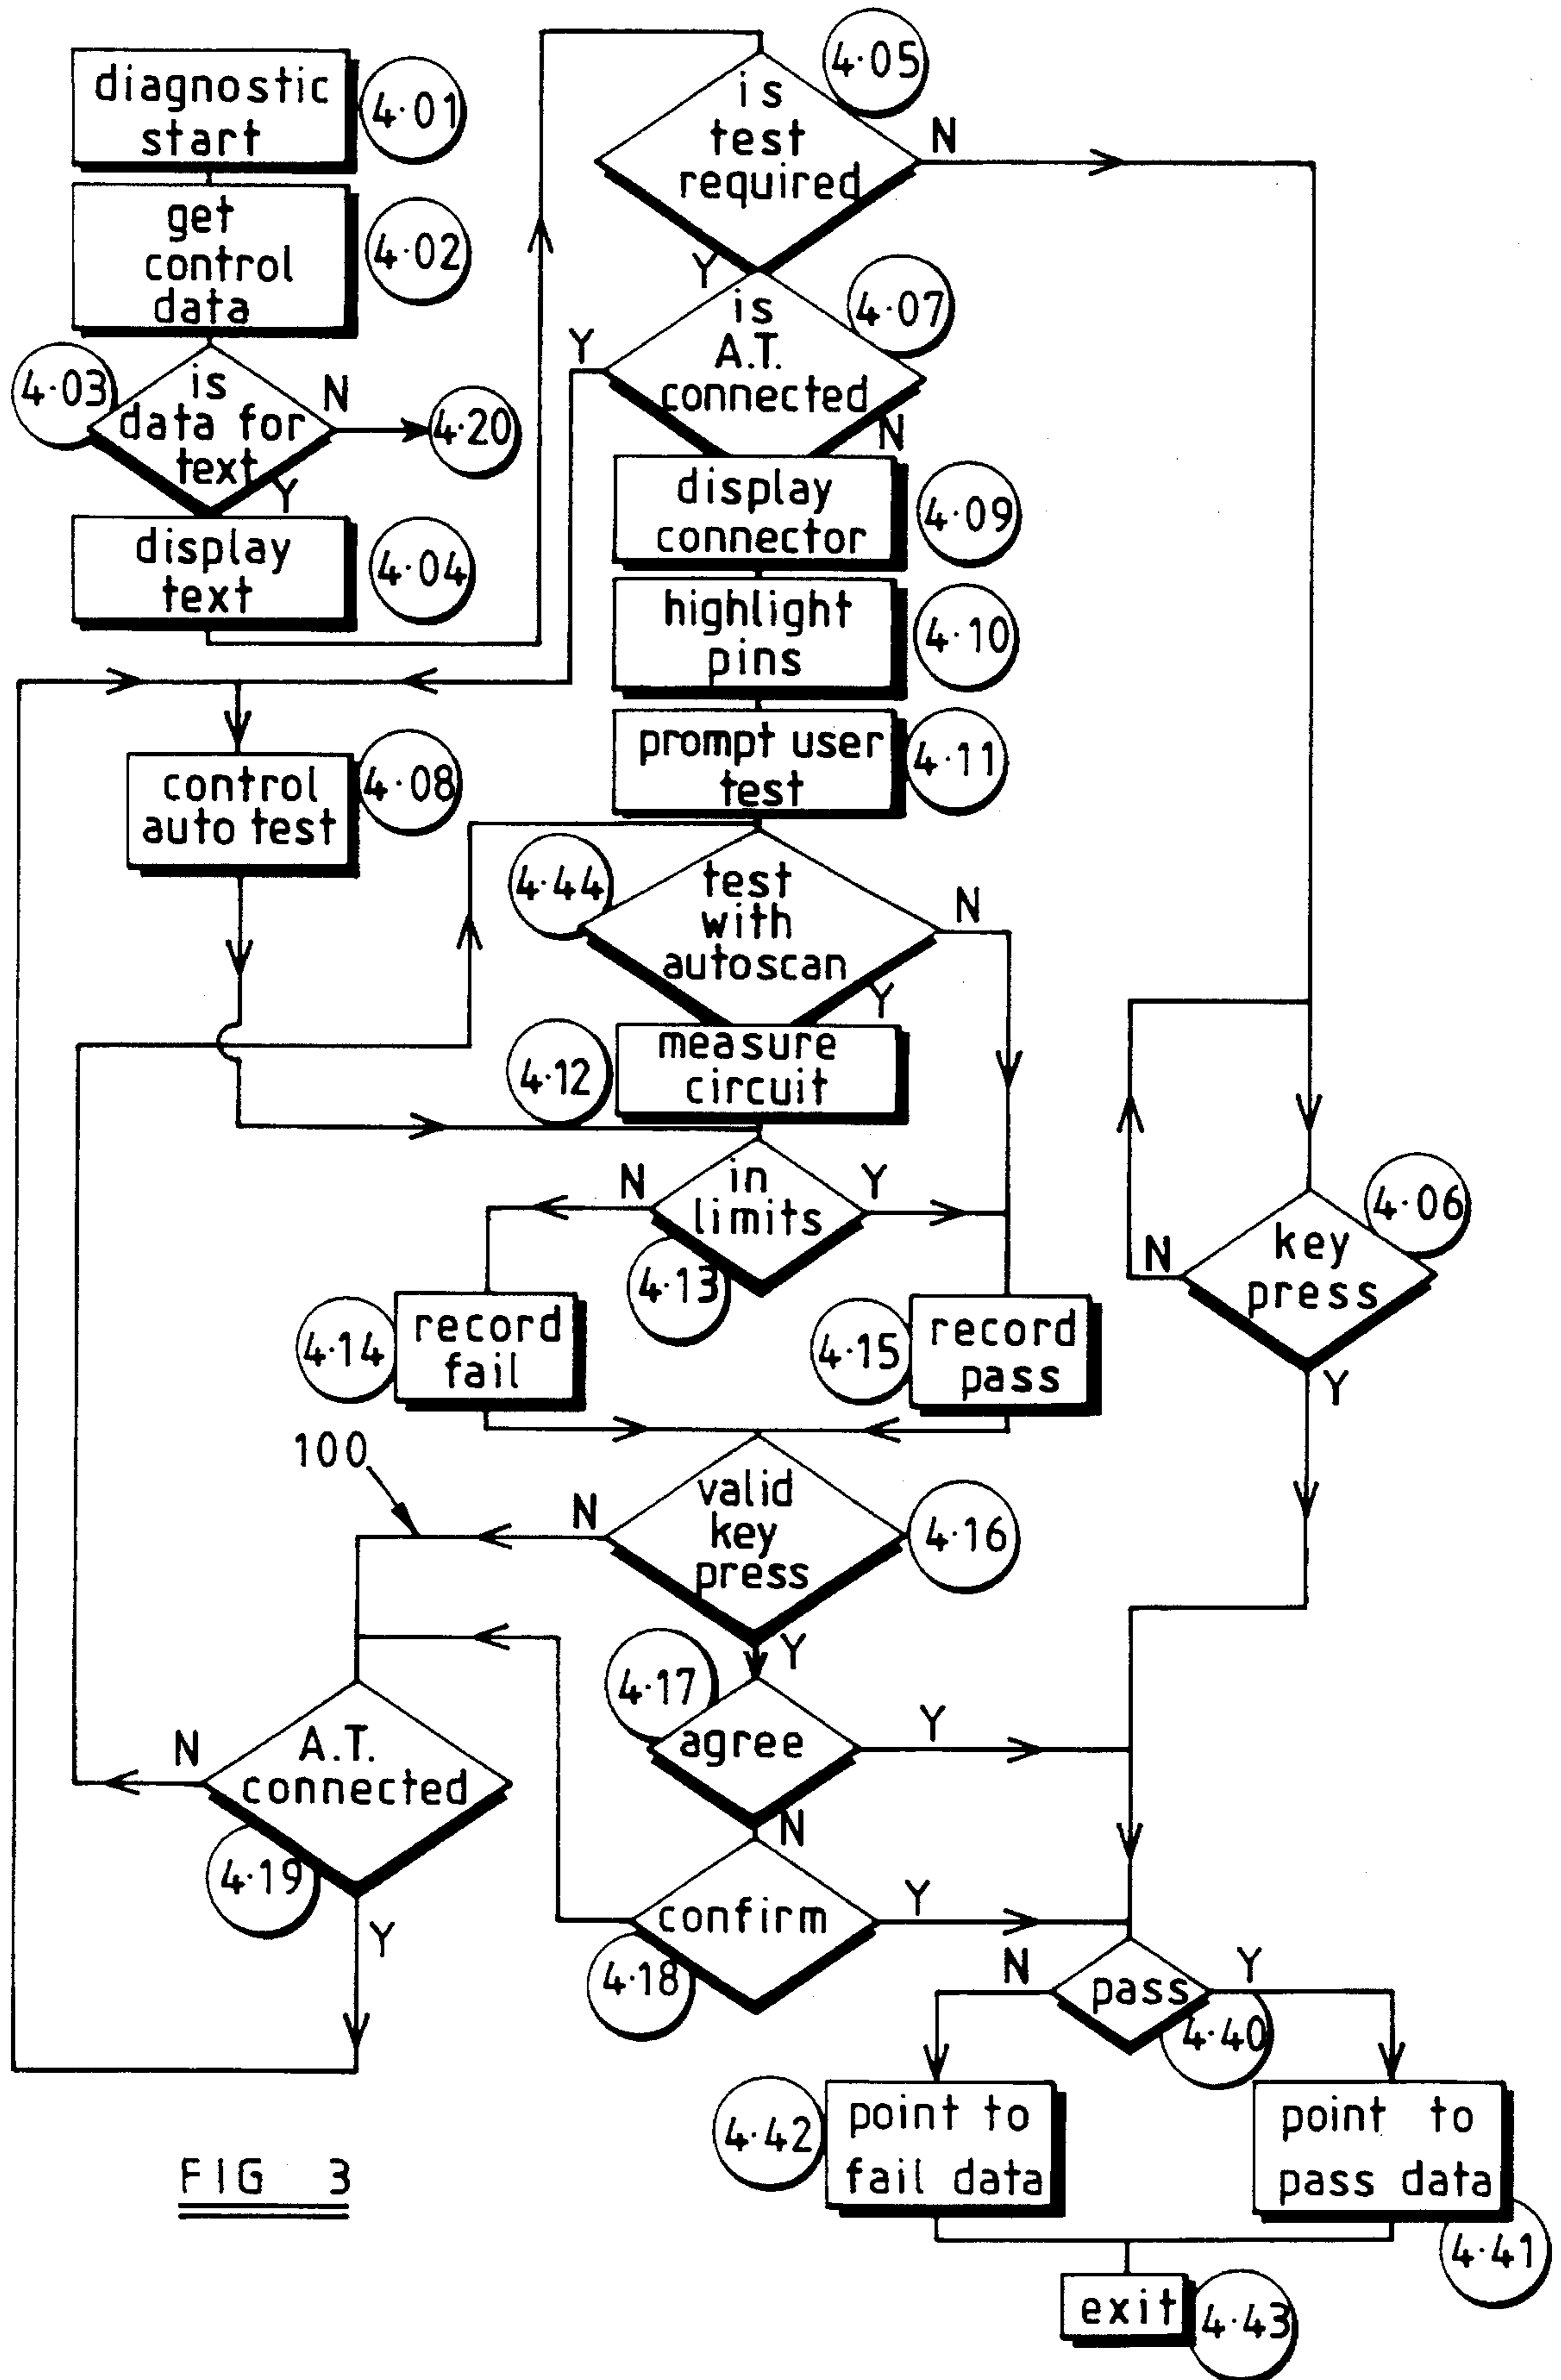 diagnostic
start
4·01
get
control
data
4·02
4·03
is
data for
text
N
4·20
Y
display
text
4·04
4·05
is
test
required
N
Y
4·07
is
A.T.
connected
Y
N
display
connector
4·09
highlight
pins
4·10
prompt user
test
4·11
control
auto test
4·08
4·44
test
with
autoscan
N
Y
4·12
measure
circuit
N
in
limits
Y
4·13
4·06
key
press
N
Y
4·14
record
fail
4·15
record
pass
100
N
valid
key
press
4·16
Y
4·17
agree
Y
N
N
A.T.
connected
4·19
Y
confirm
Y
4·18
N
pass
Y
4·40
4·42
point to
fail data
point to
pass data
4·41
exit
4·43
FIG 3